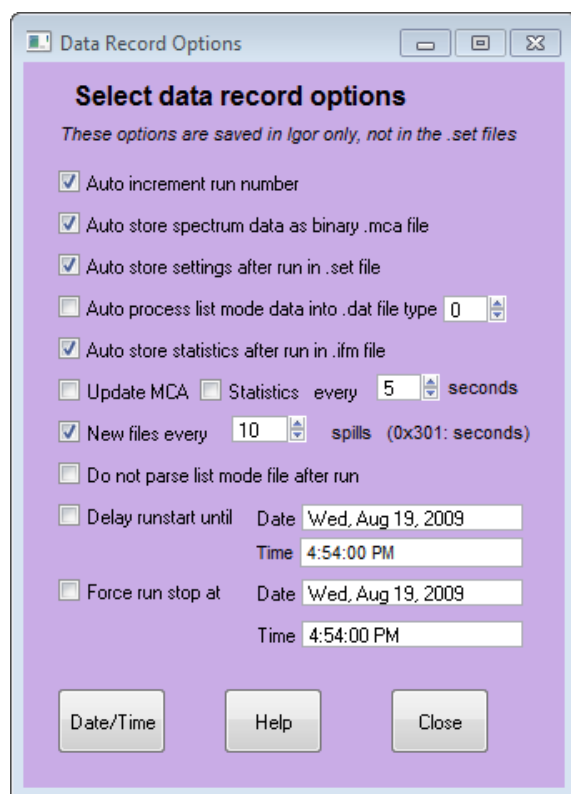 Data Record Options
Select data record options
These options are saved in Igor only, not in the .set files
Auto increment run number
Auto store spectrum data as binary .mca file
Auto store settings after run in .set file
Auto process list mode data into .dat file type 0
Auto store statistics after run in .ifm file
Update MCA Statistics every 5 seconds
New files every 10 spills (0x301: seconds)
Do not parse list mode file after run
Delay runstart until Date Wed, Aug 19, 2009
Time 4:54:00 PM
Force run stop at Date Wed, Aug 19, 2009
Time 4:54:00 PM
Date/Time Help Close